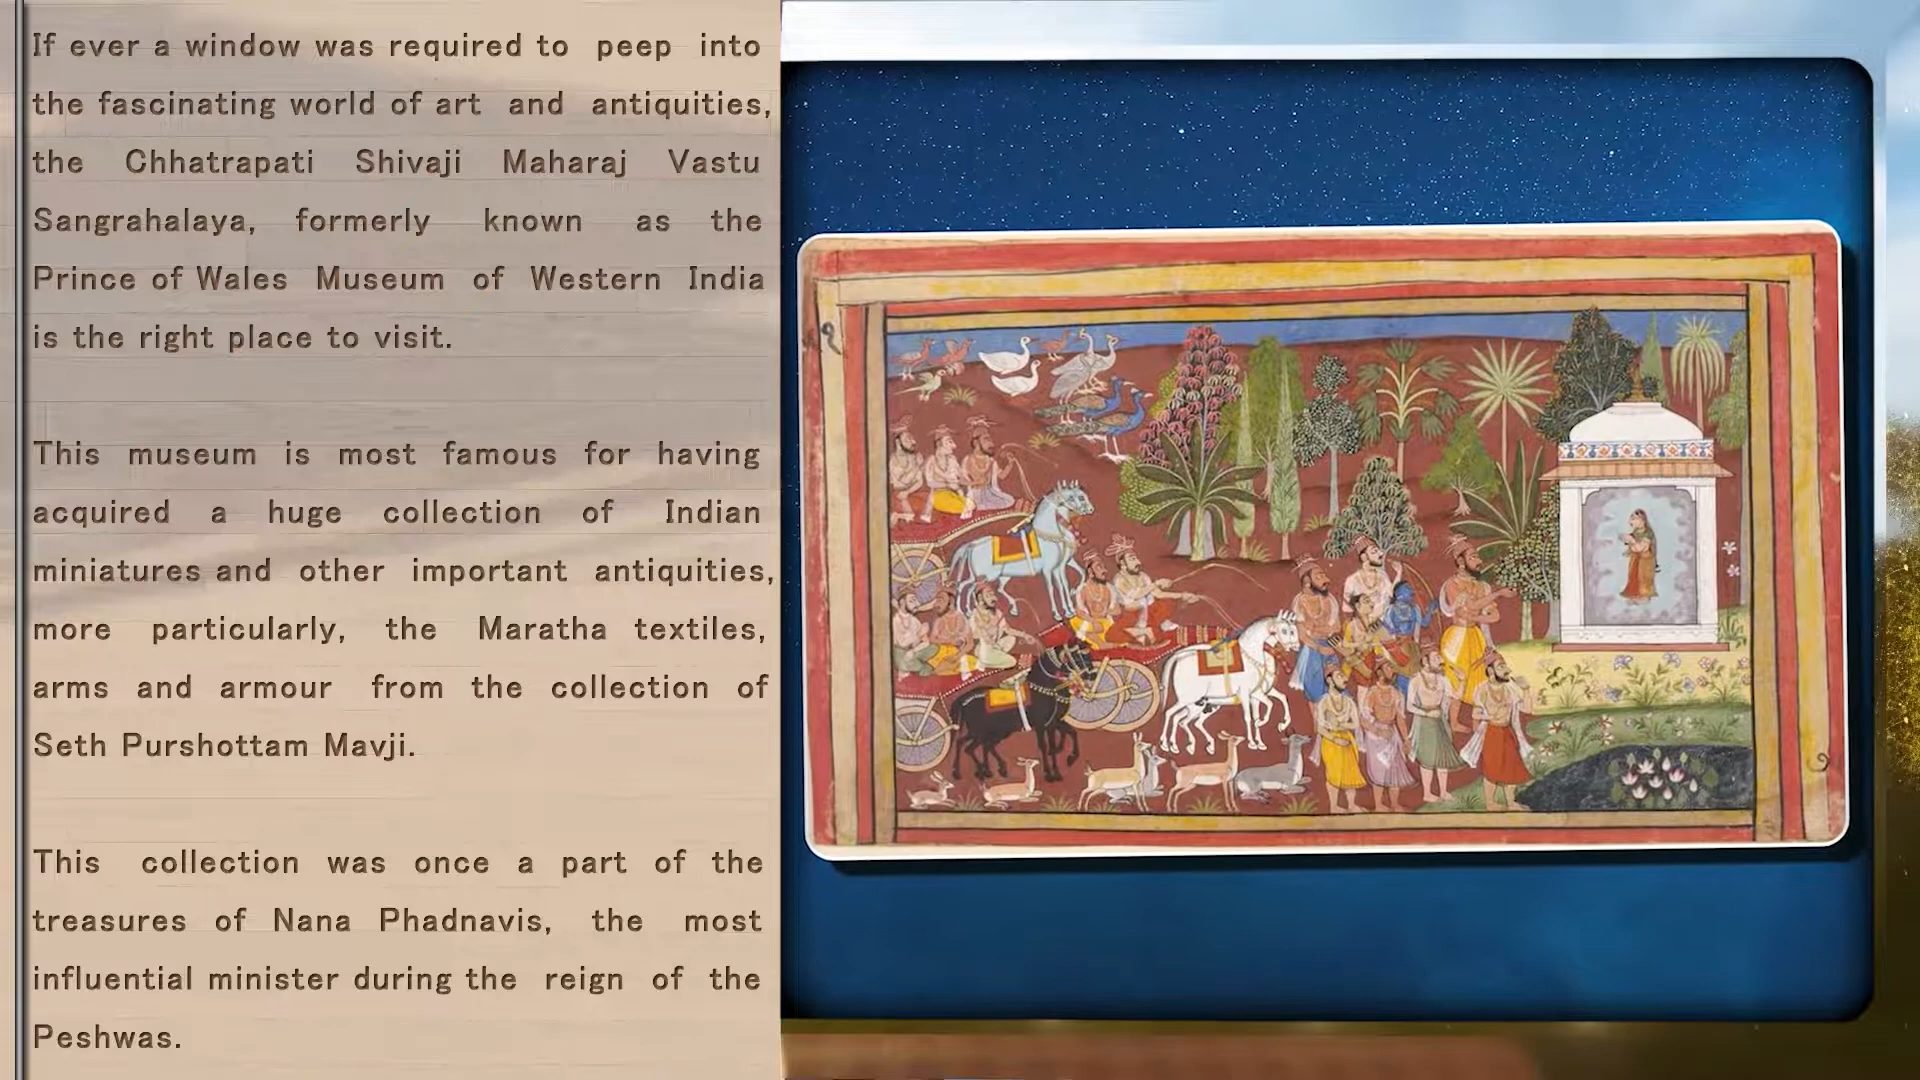 If ever a window was required to peep into
the fascinating world of art and antiquities,
the Chhatrapati Shivaji Maharaj Vastu
Sangrahalaya, formerly known as the
Prince of Wales Museum of Western India
is the right place to visit.
This museum is most famous for having
acquired a huge collection of Indian
miniatures and other important antiquities,
more particularly, the Maratha textiles,
arms and armour from the collection of
Seth Purshottam Mavji.
This collection was once a part of the
treasures of Nana Phadnavis, the most
influential minister during the reign of the
Peshwas.